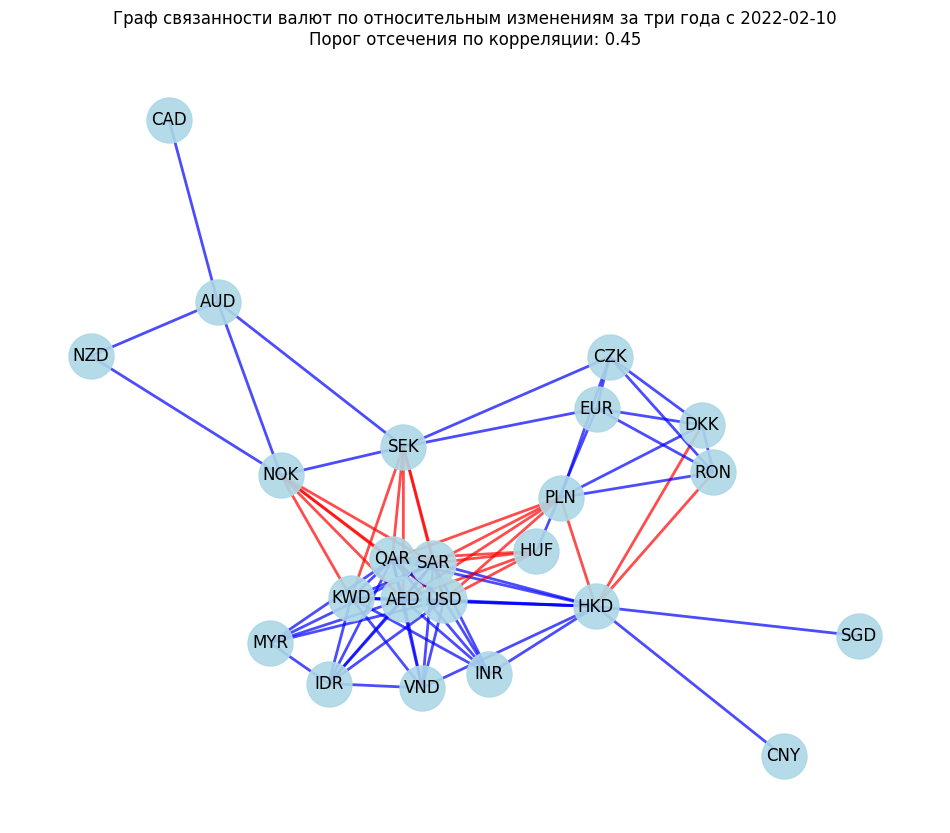 Граф связанности валют по относительным изменениям за три года с 2022-02-10
Порог отсечения по корреляции: 0.45
CAD
AUD
NZD
CZK
EUR
DKK
SEK
RON
NOK
PLN
HUF
QAR
SAR
KWD
AED
USD
HKD
SGD
MYR
INR
IDR
VND
CNY